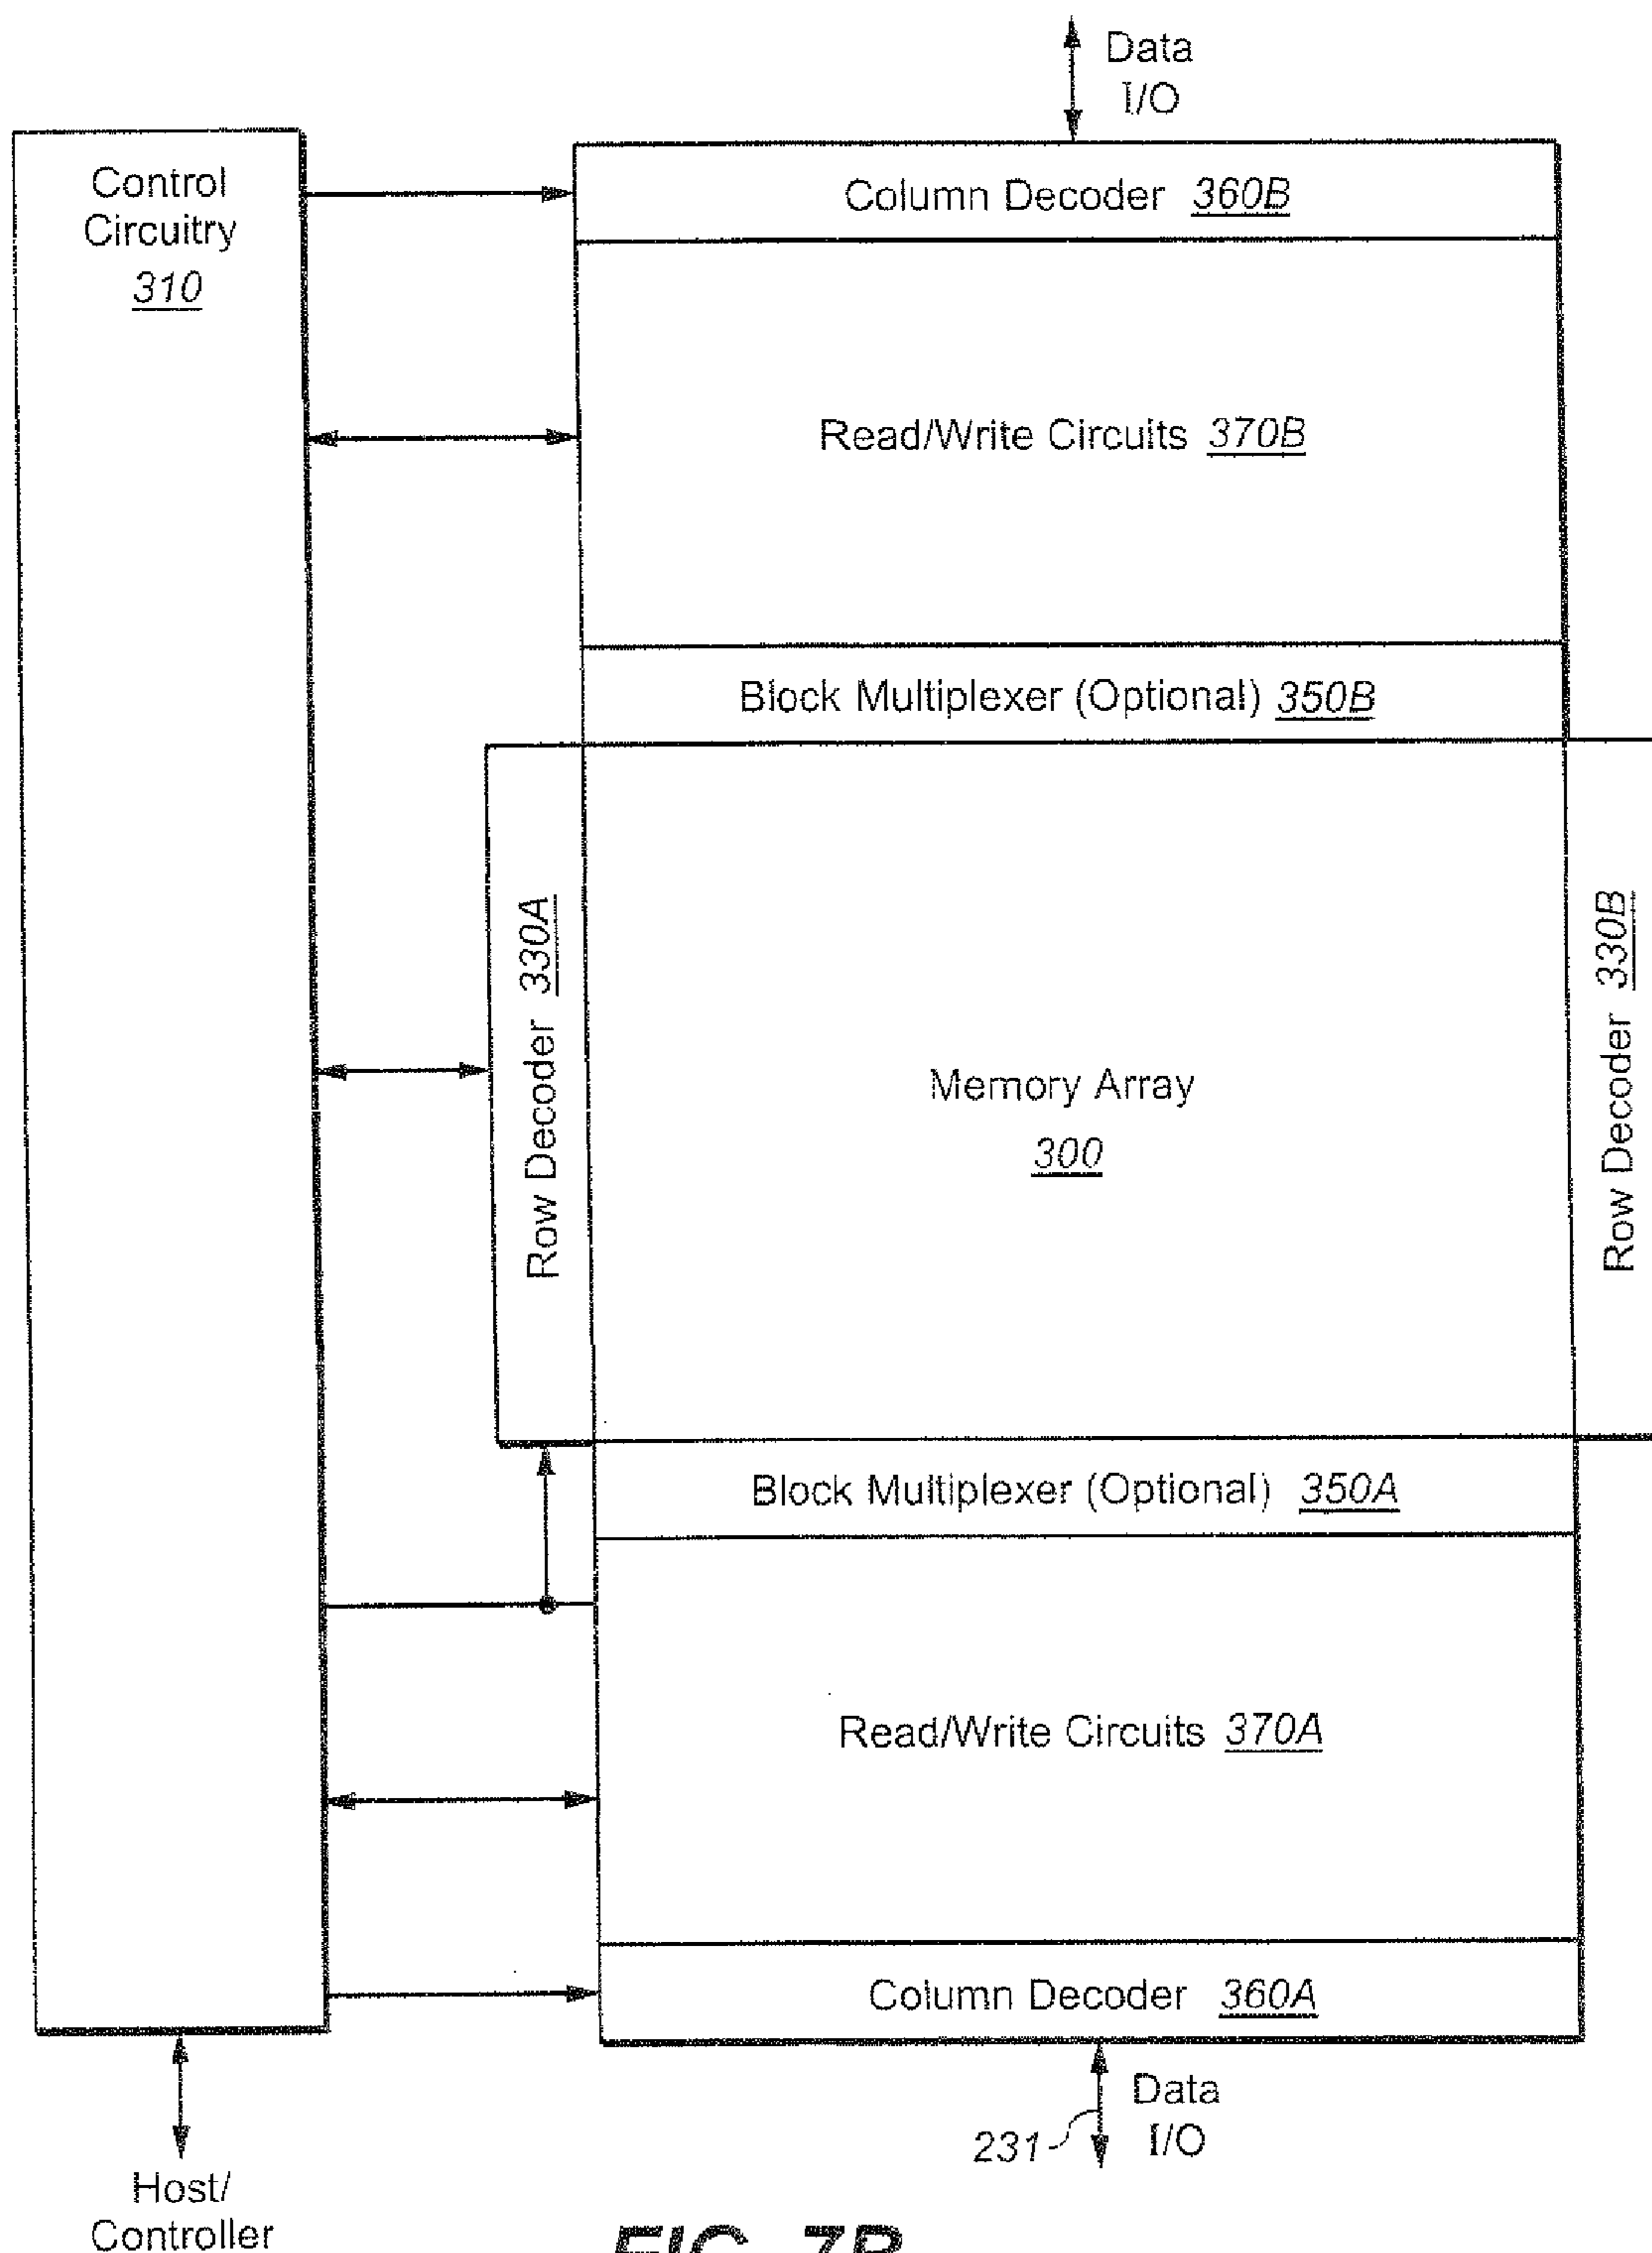 Data
I/O
Control
Circuitry
310
Column Decoder 360B
Read/Write Circuits 370B
Block Multiplexer (Optional) 350B
Row Decoder 330A
Memory Array
300
Row Decoder 330B
Block Multiplexer (Optional) 350A
Read/Write Circuits 370A
Column Decoder 360A
231
Data
I/O
Host/
Controller
FIG. 7B